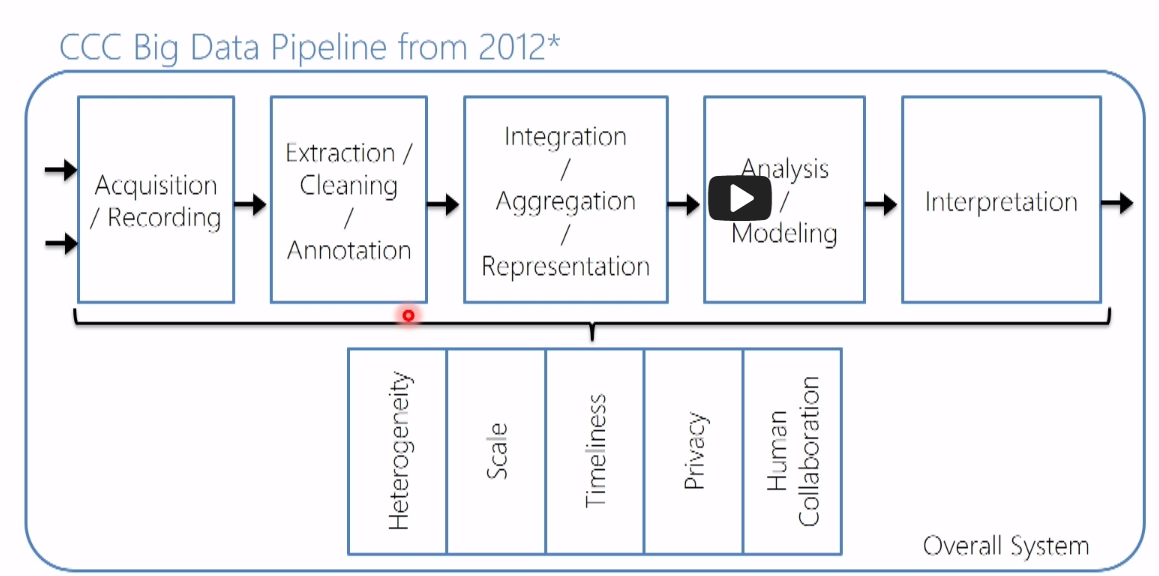 CCC Big Data Pipeline from 2012*
Acquisition
/ Recording
Extraction /
Cleaning
/
Annotation
Integration
/
Aggregation
/
Representation
Analysis
/
Modeling
Interpretation
Heterogeneity
Scale
Timeliness
Privacy
Human
Collaboration
Overall System